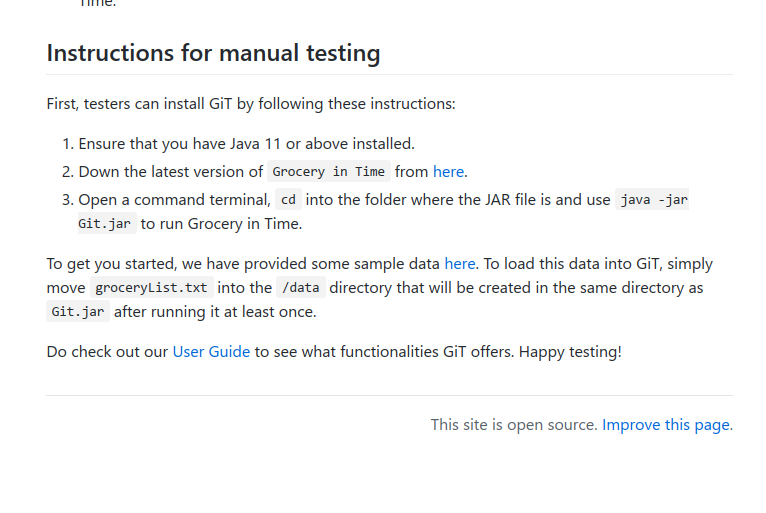 Time.
Instructions for manual testing
First, testers can install GiT by following these instructions:
1. Ensure that you have Java 11 or above installed.
2. Down the latest version of Grocery in Time from here.
3. Open a command terminal, cd into the folder where the JAR file is and use java -jar
Git.jar to run Grocery in Time.
To get you started, we have provided some sample data here. To load this data into GiT, simply
move groceryList.txt into the /data directory that will be created in the same directory as
Git.jar after running it at least once.
Do check out our User Guide to see what functionalities GiT offers. Happy testing!
This site is open source. Improve this page.